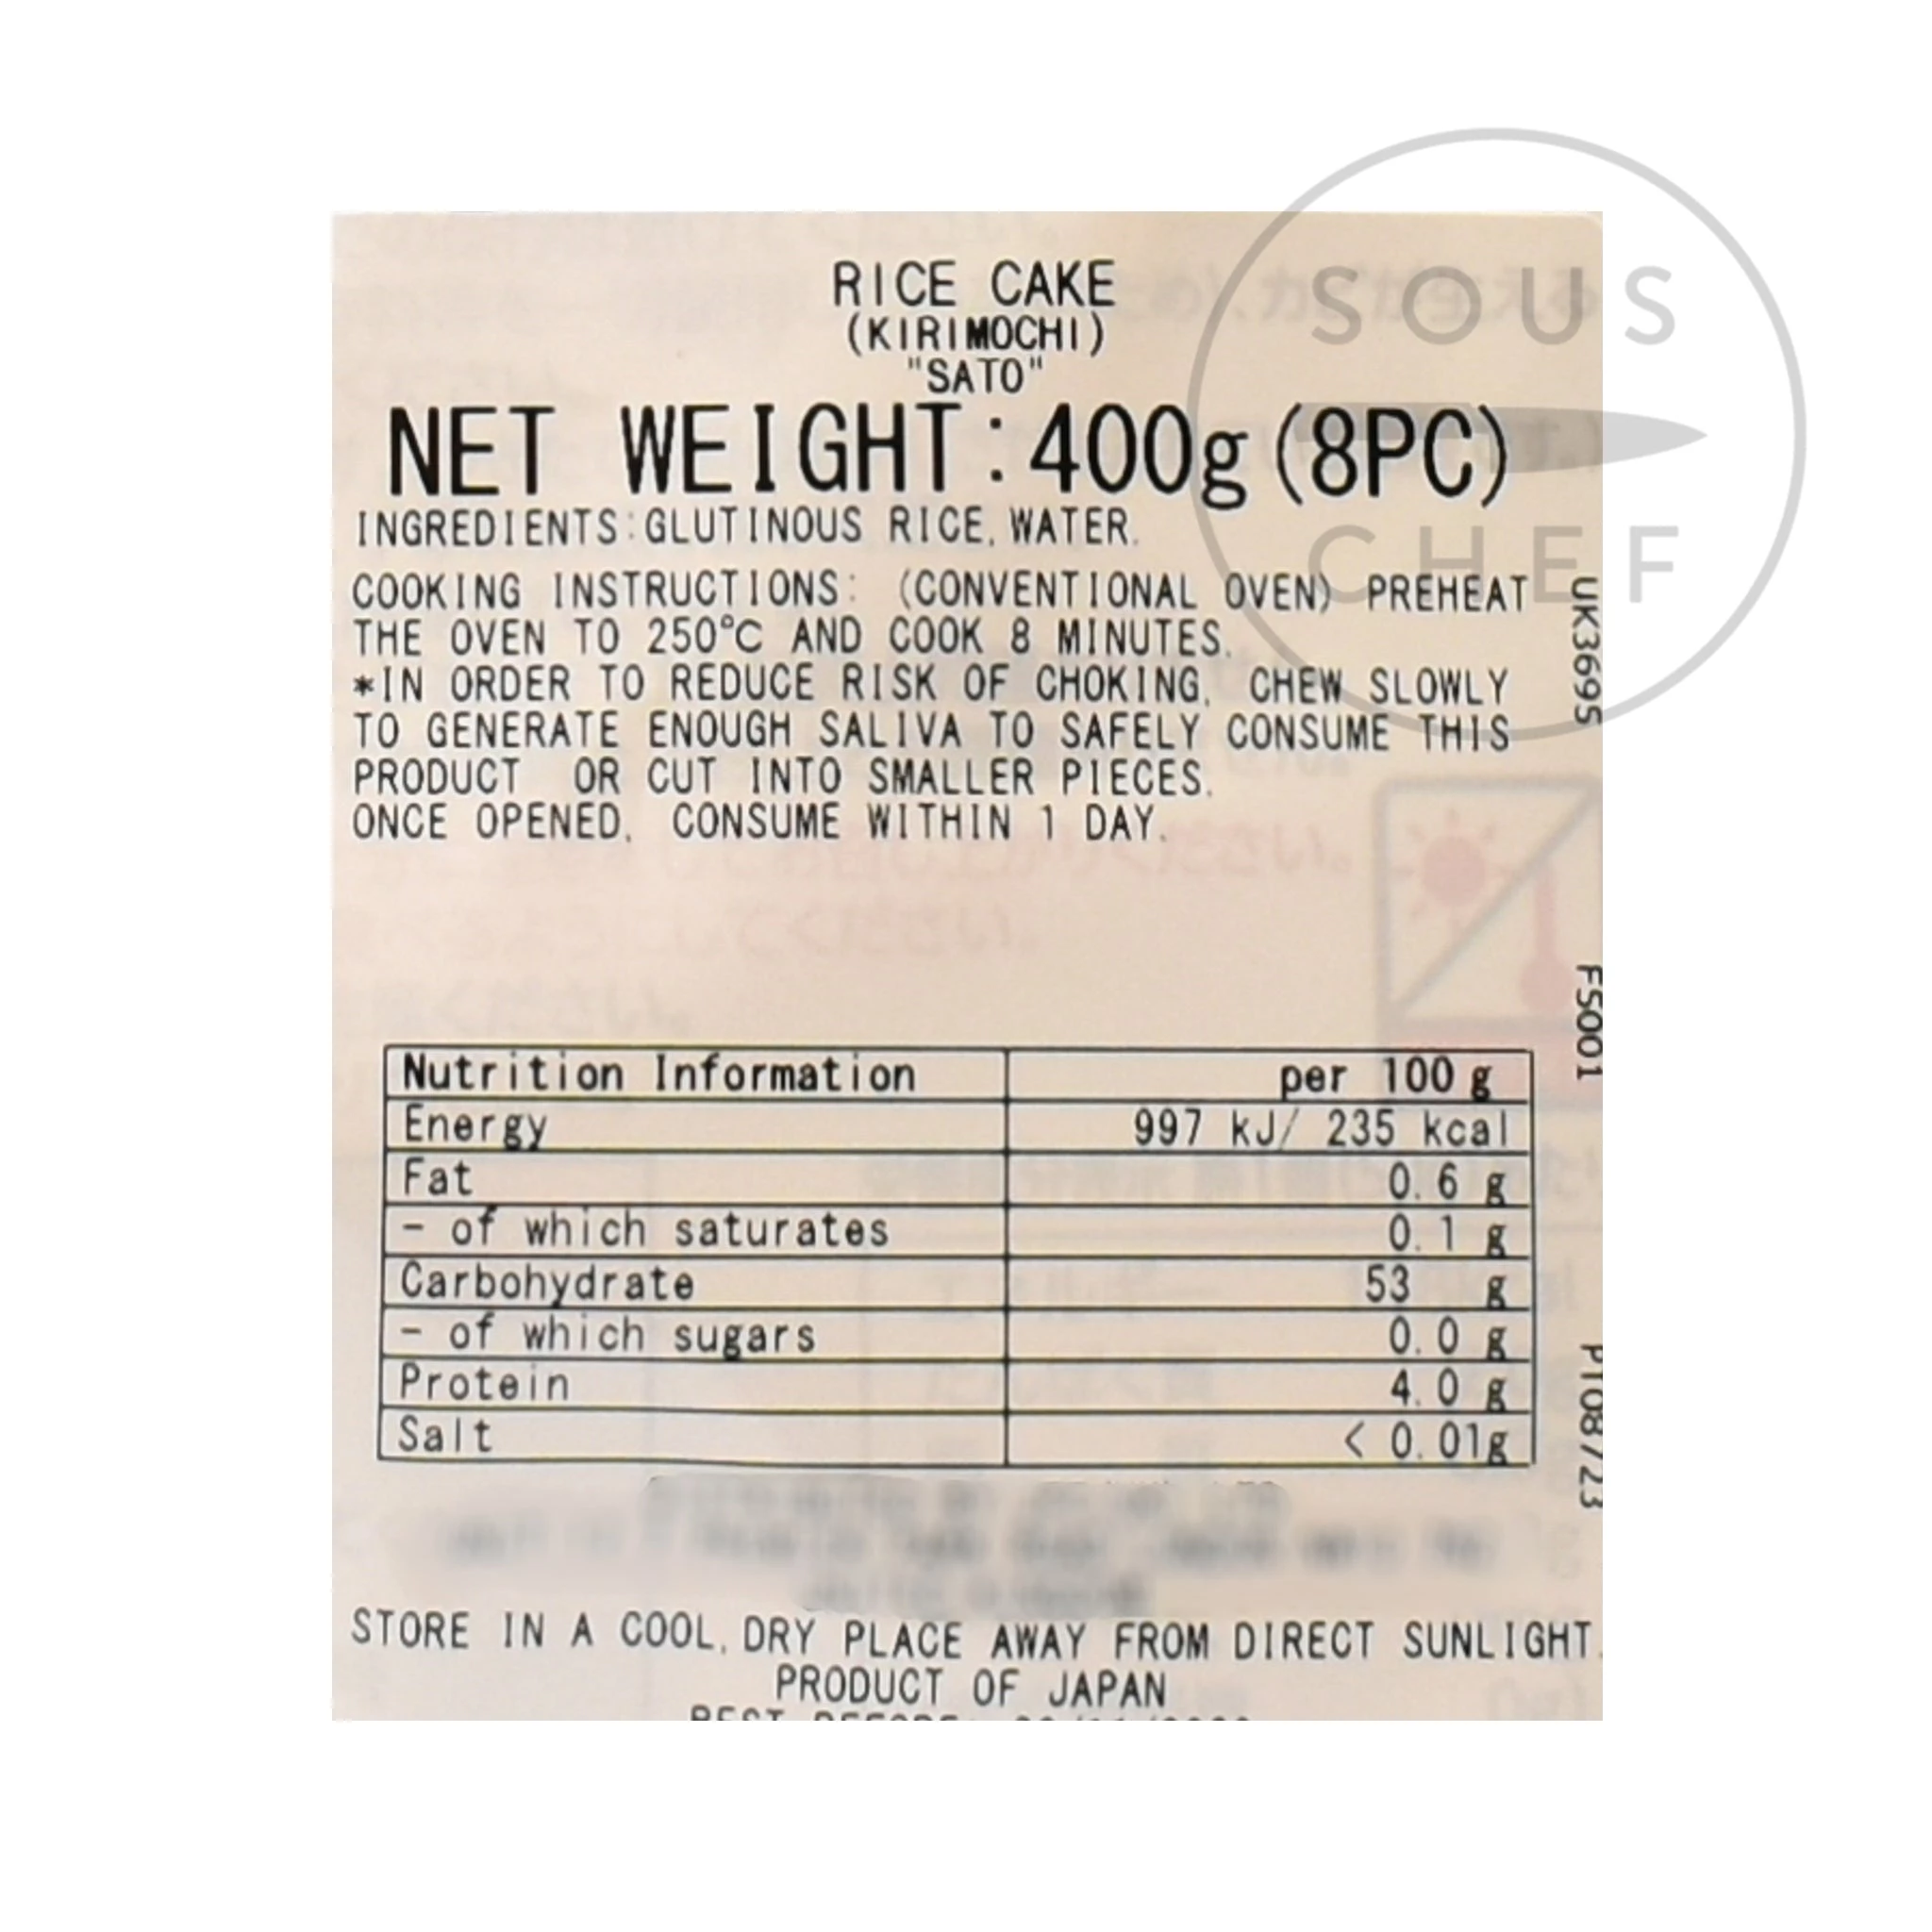 RICE CAKE
(KIRIMOCHI)
"SATO"
NET WEIGHT:400g(8PC)
INGREDIENTS:GLUTINOUS RICE, WATER.
COOKING INSTRUCTIONS: (CONVENTIONAL OVEN) PREHEAT
THE OVEN TO 250℃ AND COOK 8 MINUTES.
*IN ORDER TO REDUCE RISK OF CHOKING, CHEW SLOWLY
TO GENERATE ENOUGH SALIVA TO SAFELY CONSUME THIS
PRODUCT OR CUT INTO SMALLER PIECES.
ONCE OPENED, CONSUME WITHIN 1 DAY.
Nutrition Information per 100 g
Energy 997 kJ/ 235 kcal
Fat 0.6 g
- of which saturates 0.1 g
Carbohydrate 53 g
- of which sugars 0.0 g
Protein 4.0 g
Salt < 0.01g
STORE IN A COOL, DRY PLACE AWAY FROM DIRECT SUNLIGHT.
PRODUCT OF JAPAN
UK3695
FS001
PT08/23
SOUS
CHEF